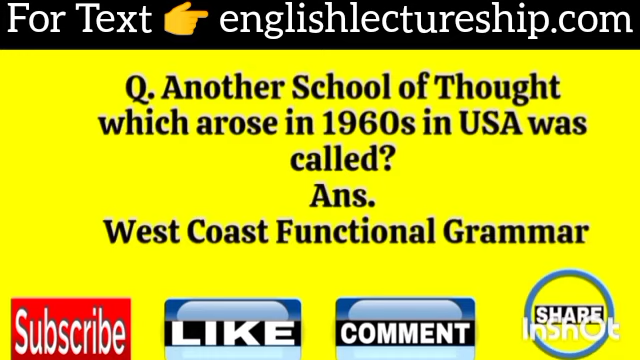 For Text 👉 englishlectureship.com
Q. Another School of Thought
which arose in 1960s in USA was
called?
Ans.
West Coast Functional Grammar
Subscribe
LIKE
COMMENT
SHARE
InShOt